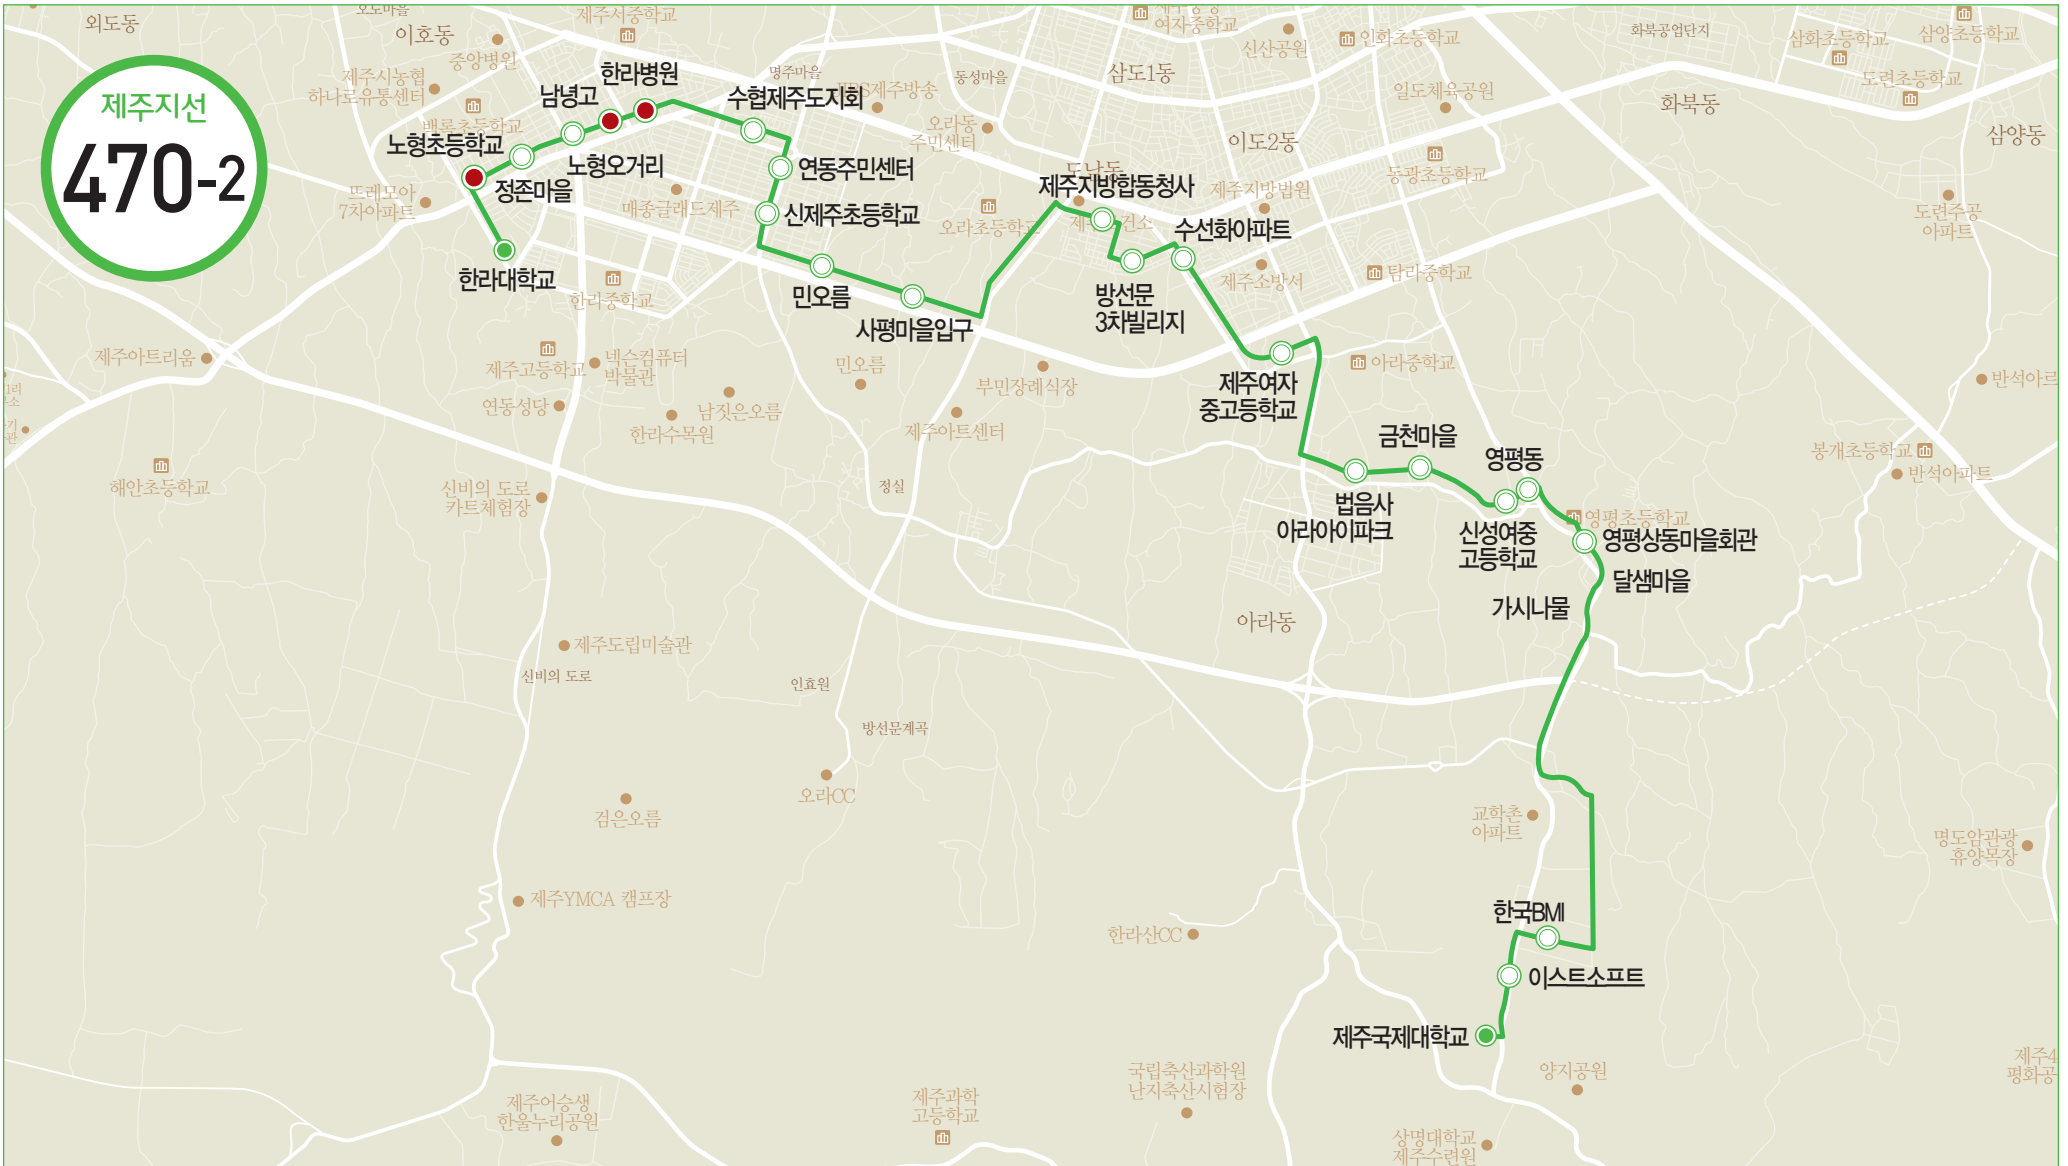 제주지선
470-2
외도동
이호동
제주서중학교
여자중학교
신산공원
인화초등학교
화북공업단지
삼화초등학교
삼양초등학교
중앙병원
제주시농협
하나로유통센터
한라병원
명주마을
동성마을
삼도1동
도련초등학교
일도체육공원
화북동
남녕고
수협제주도지회
오라동
주민센터
이도2동
삼양동
백록초등학교
노형초등학교
노형오거리
정존마을
연동주민센터
도남동
제주지방합동청사
제주지방법원
동광초등학교
뜨레모아
7차아파트
메종글래드제주
신제주초등학교
오라초등학교
수선화아파트
도련주공
아파트
한라대학교
한라중학교
민오름
사평마을입구
방선문
3차빌리지
제주소방서
탐라중학교
제주아트리움
제주고등학교
넥슨컴퓨터
박물관
민오름
부민장례식장
아라중학교
제주여자
중고등학교
연동성당
남짓은오름
한라수목원
제주아트센터
금천마을
영평동
봉개초등학교
반석아파트
해안초등학교
신비의 도로
카트체험장
정실
법음사
아라아이파크
신성여중
고등학교
영평초등학교
영평상동마을회관
달샘마을
가시나물
아라동
제주도립미술관
신비의 도로
인효원
방선문계곡
오라CC
검은오름
교학촌
아파트
명도암관광
휴양목장
제주YMCA 캠프장
한라산CC
한국BMI
이스트소프트
제주국제대학교
양지공원
국립축산과학원
난지축산시험장
제주과학
고등학교
제주어승생
한울누리공원
상명대학교
제주수련원